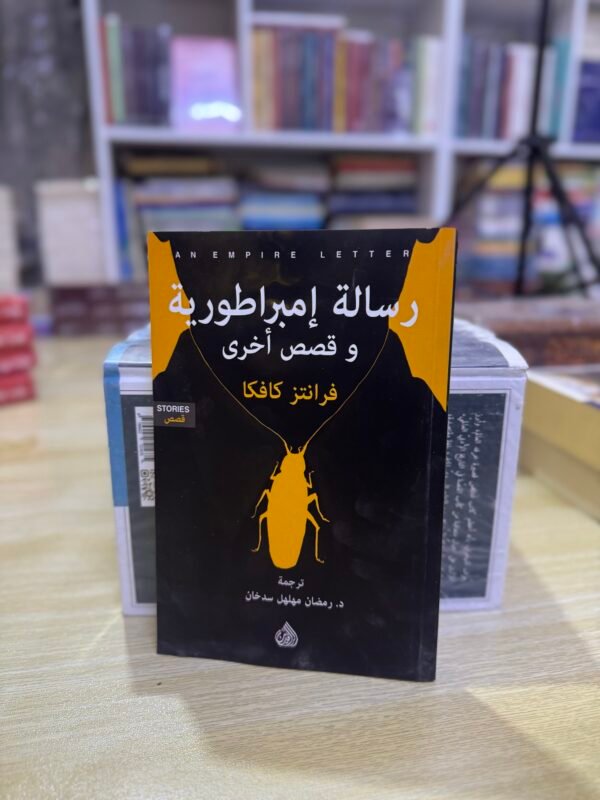 AN EMPIRE LETTER
رسالة إمبراطورية
و قصص أخرى
فرانتز كافكا
STORIES
قصص
ترجمة
د. رمضان مهلهل سدخان